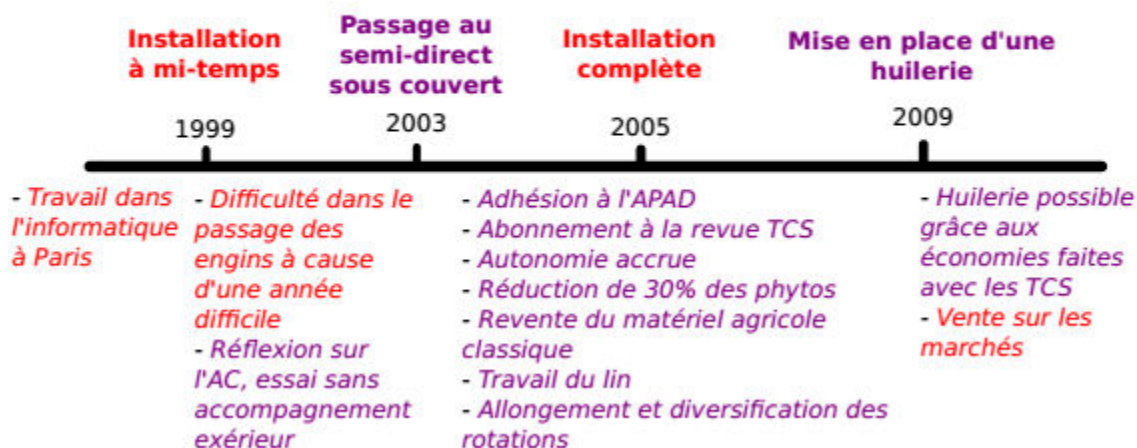 Installation
à mi-temps
Passage au
semi-direct
sous couvert
Installation
complète
Mise en place d'une
huilerie
1999
2003
2005
2009
- Travail dans
l'informatique
à Paris
- Difficulté dans le
passage des
engins à cause
d'une année
difficile
- Réflexion sur
l'AC, essai sans
accompagnement
exérieur
- Adhésion à l'APAD
- Abonnement à la revue TCS
- Autonomie accrue
- Réduction de 30% des phytos
- Revente du matériel agricole
classique
- Travail du lin
- Allongement et diversification des
rotations
- Huilerie possible
grâce aux
économies faites
avec les TCS
- Vente sur les
marchés